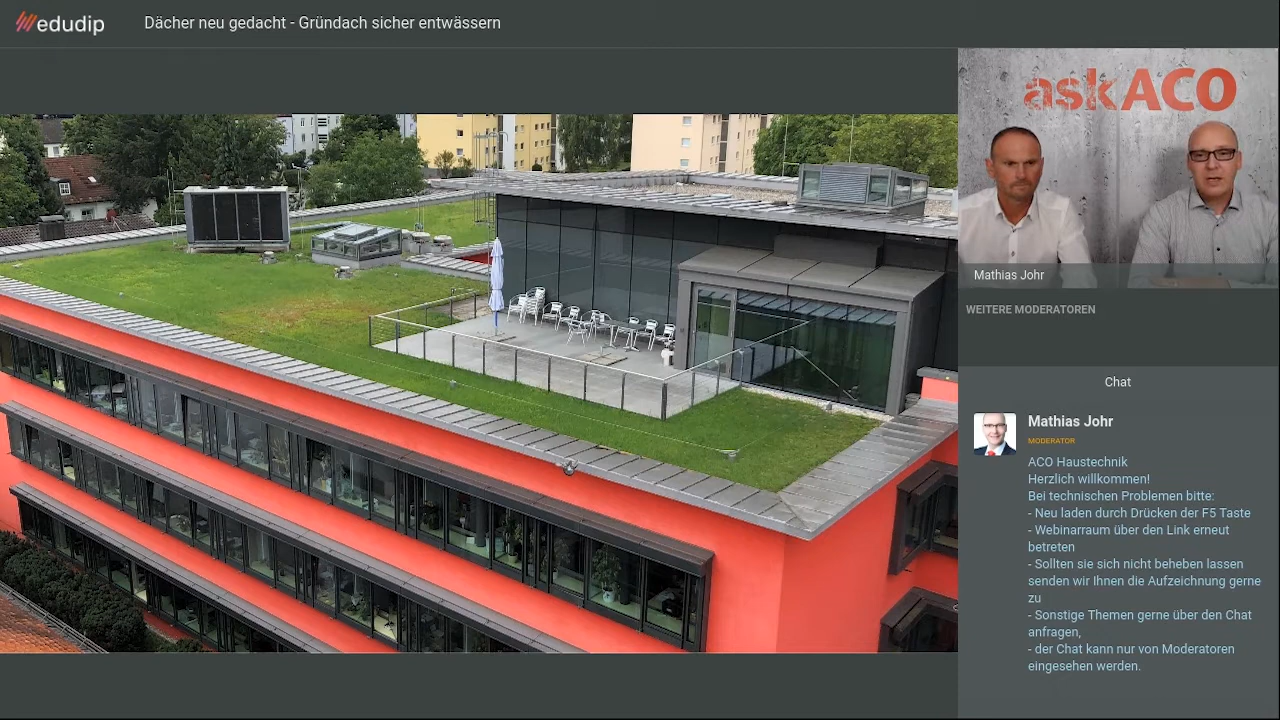 edudip
Dächer neu gedacht - Gründach sicher entwässern
askACO
Mathias Johr
WEITERE MODERATOREN
Chat
Mathias Johr
MODERATOR
ACO Haustechnik
Herzlich willkommen!
Bei technischen Problemen bitte:
- Neu laden durch Drücken der F5 Taste
- Webinarraum über den Link erneut
betreten
- Sollten sie sich nicht beheben lassen
senden wir Ihnen die Aufzeichnung gerne
zu
- Sonstige Themen gerne über den Chat
anfragen,
- der Chat kann nur von Moderatoren
eingesehen werden.